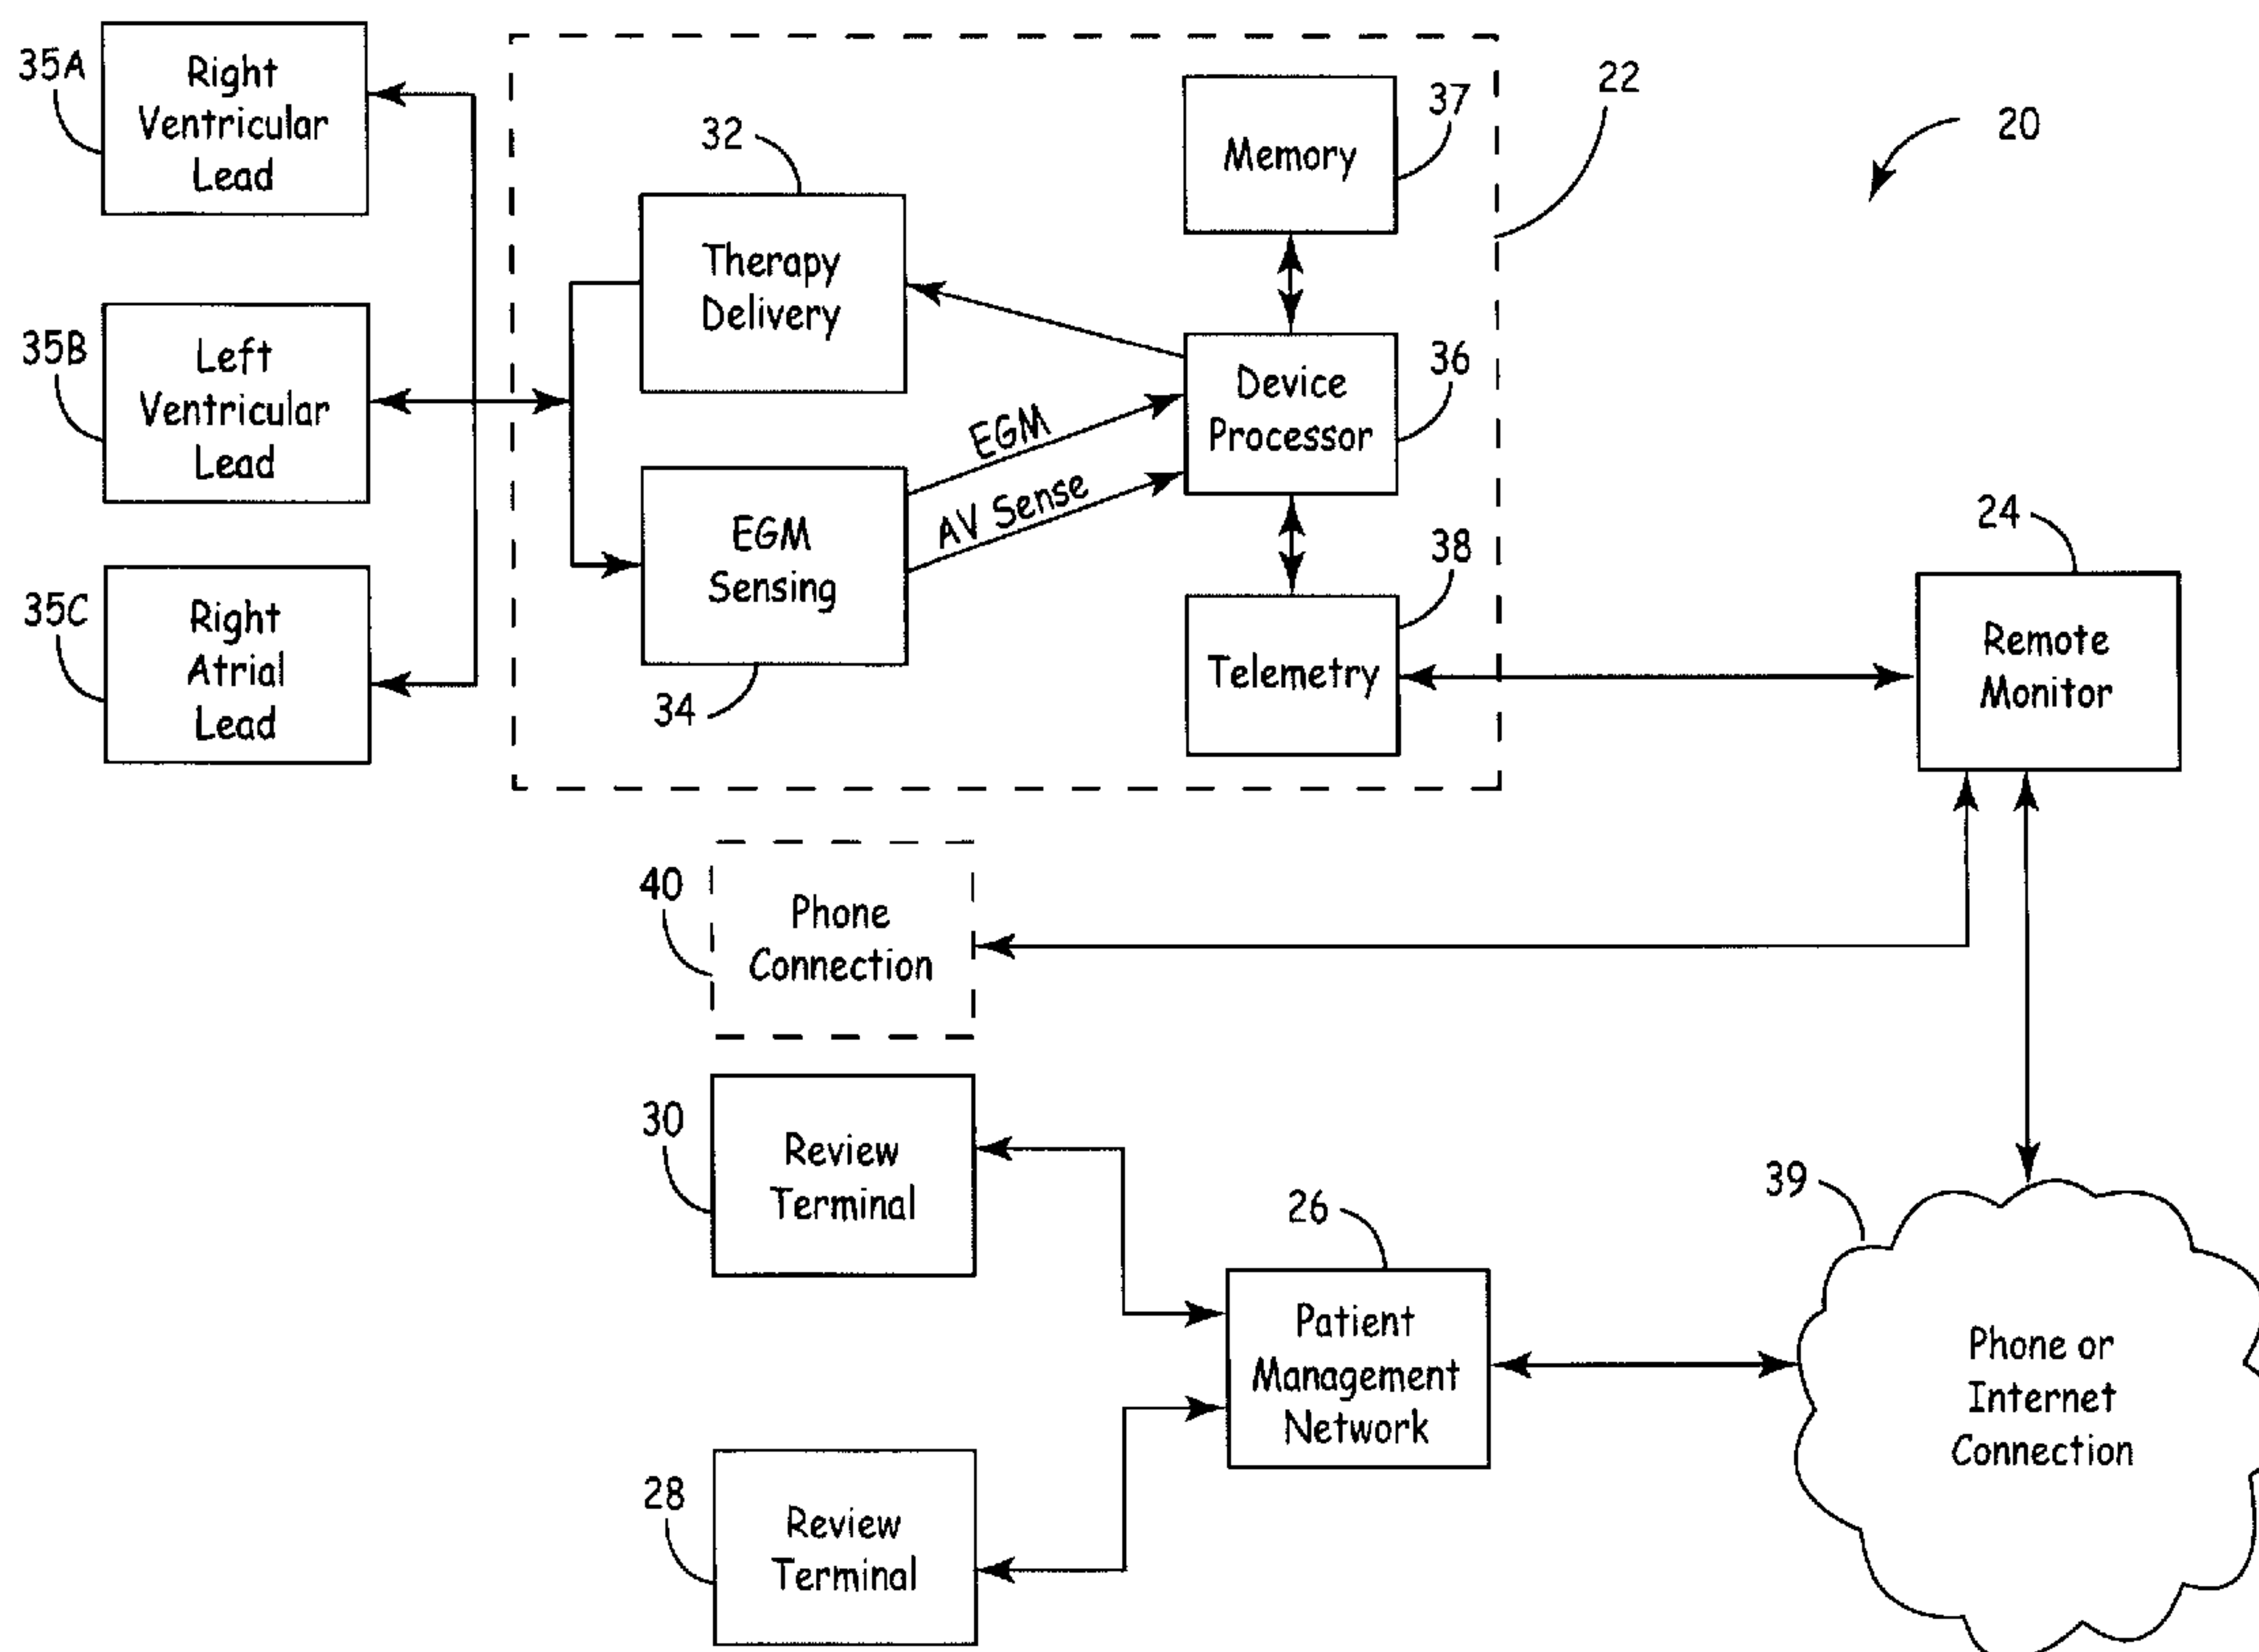 35A
Right
Ventricular
Lead
35B
Left
Ventricular
Lead
35C
Right
Atrial
Lead
32
Therapy
Delivery
EGM
AV Sense
EGM
Sensing
34
Memory
37
Device
Processor
36
Telemetry
38
22
20
24
Remote
Monitor
40
Phone
Connection
30
Review
Terminal
28
Review
Terminal
26
Patient
Management
Network
39
Phone or
Internet
Connection